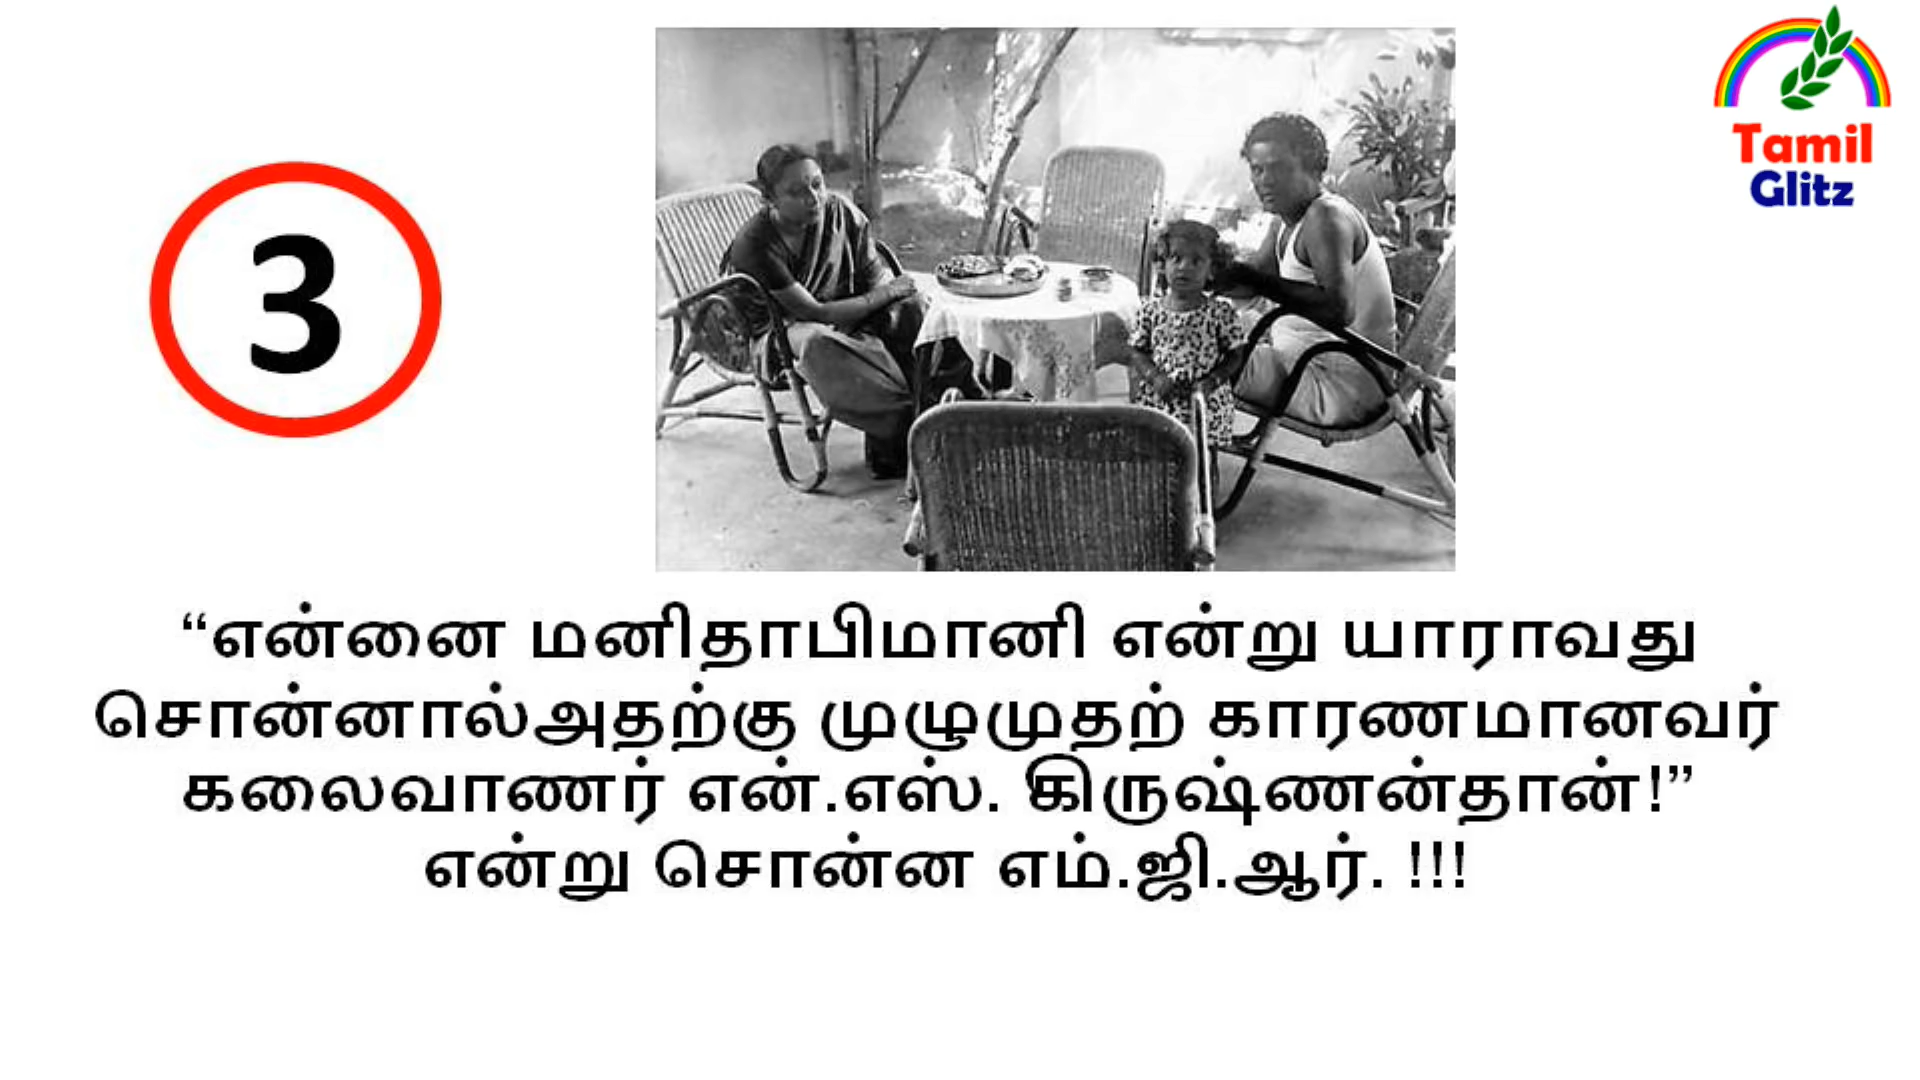 3
Tamil
Glitz
“என்னை மனிதாபிமானி என்று யாராவது
சொன்னால்அதற்கு முழுமுதற் காரணமானவர்
கலைவாணர் என்.எஸ். கிருஷ்ணன்தான்!”
என்று சொன்ன எம்.ஜி.ஆர். !!!